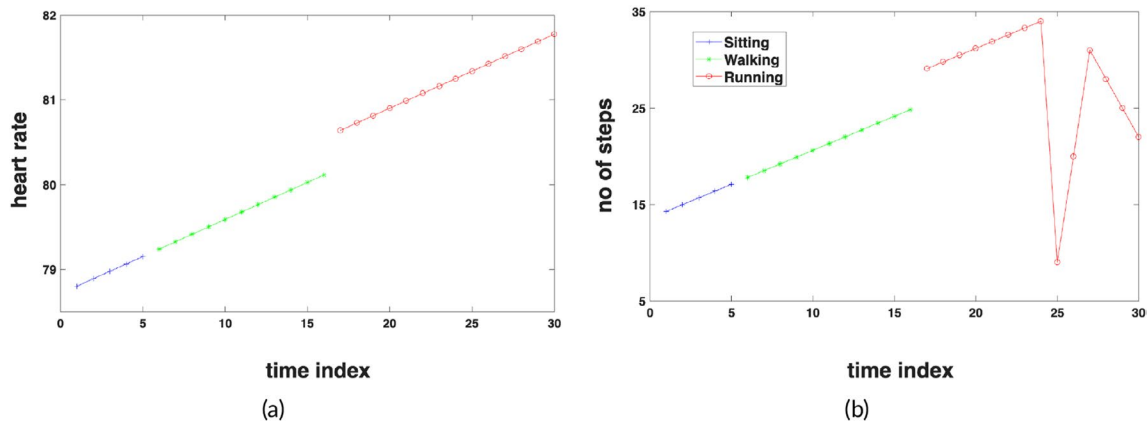 82
81
80
79
heart rate
0 5 10 15 20 25 30
time index
(a)
35
25
15
5
no of steps
Sitting
Walking
Running
0 5 10 15 20 25 30
time index
(b)